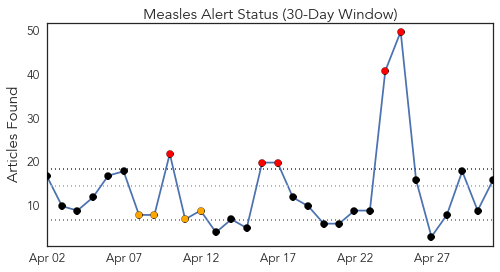 Measles Alert Status (30-Day Window)
Articles Found
50
40
30
20
10
Apr 02 Apr 07 Apr 12 Apr 17 Apr 22 Apr 27